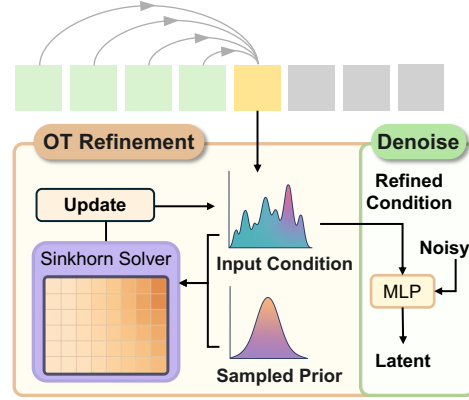 OT Refinement
Denoise
Refined
Condition
Update
Noisy
Sinkhorn Solver
Input Condition
MLP
Latent
Sampled Prior